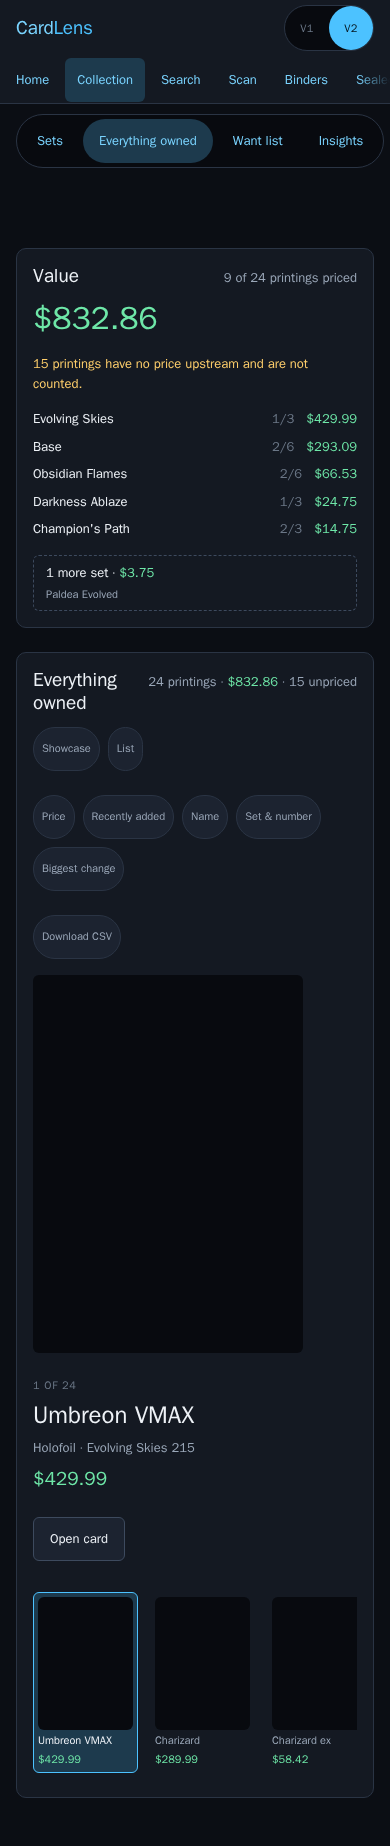 CardLens
V1
V2
Home
Collection
Search
Scan
Binders
Seale
Sets
Everything owned
Want list
Insights
Value
9 of 24 printings priced
$832.86
15 printings have no price upstream and are not
counted.
Evolving Skies 1/3 $429.99
Base 2/6 $293.09
Obsidian Flames 2/6 $66.53
Darkness Ablaze 1/3 $24.75
Champion's Path 2/3 $14.75
1 more set · $3.75
Paldea Evolved
Everything
owned
24 printings · $832.86 · 15 unpriced
Showcase
List
Price
Recently added
Name
Set & number
Biggest change
Download CSV
1 OF 24
Umbreon VMAX
Holofoil · Evolving Skies 215
$429.99
Open card
Umbreon VMAX
$429.99
Charizard
$289.99
Charizard ex
$58.42